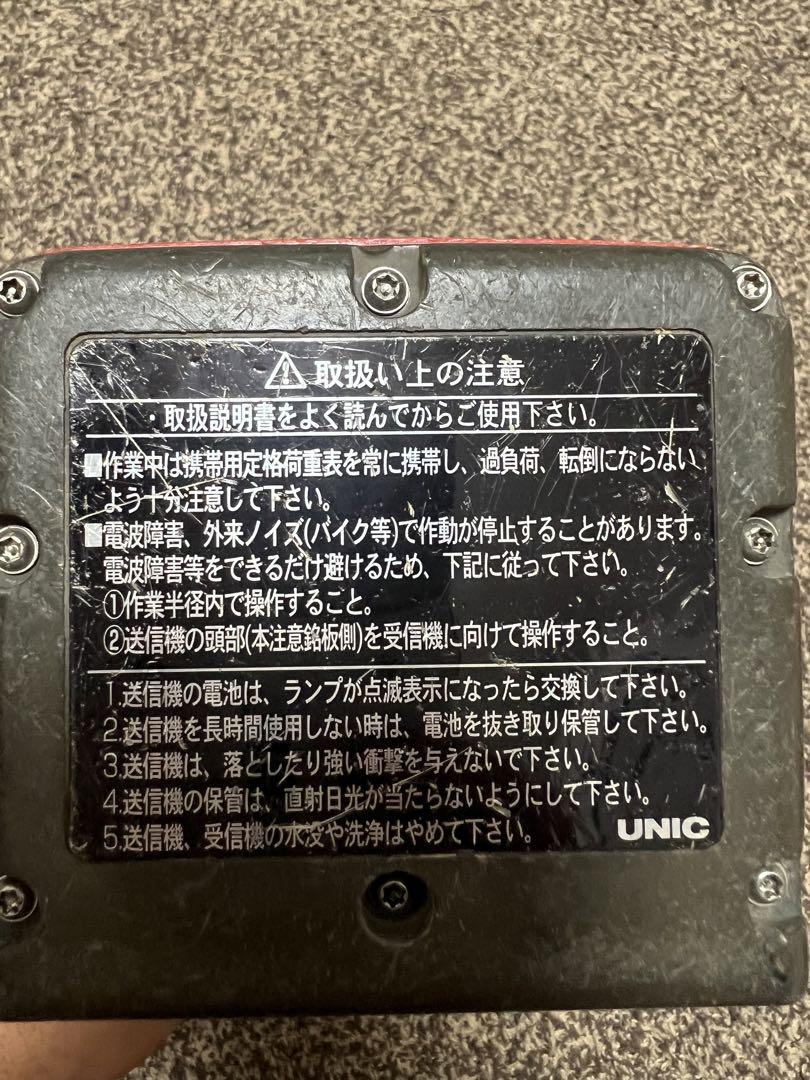 ⚠取扱い上の注意
・取扱説明書をよく読んでからご使用下さい。
■作業中は携帯用定格荷重表を常に携帯し、過負荷、転倒にならない
よう十分注意して下さい。
■電波障害、外来ノイズ(バイク等)で作動が停止することがあります。
電波障害等をできるだけ避けるため、下記に従って下さい。
①作業半径内で操作すること。
②送信機の頭部(本注意銘板側)を受信機に向けて操作すること。
1.送信機の電池は、ランプが点滅表示になったら交換して下さい。
2.送信機を長時間使用しない時は、電池を抜き取り保管して下さい。
3.送信機は、落としたり強い衝撃を与えないで下さい。
4.送信機の保管は、直射日光が当たらないようにして下さい。
5.送信機、受信機の水没や洗浄はやめて下さい。
UNIC